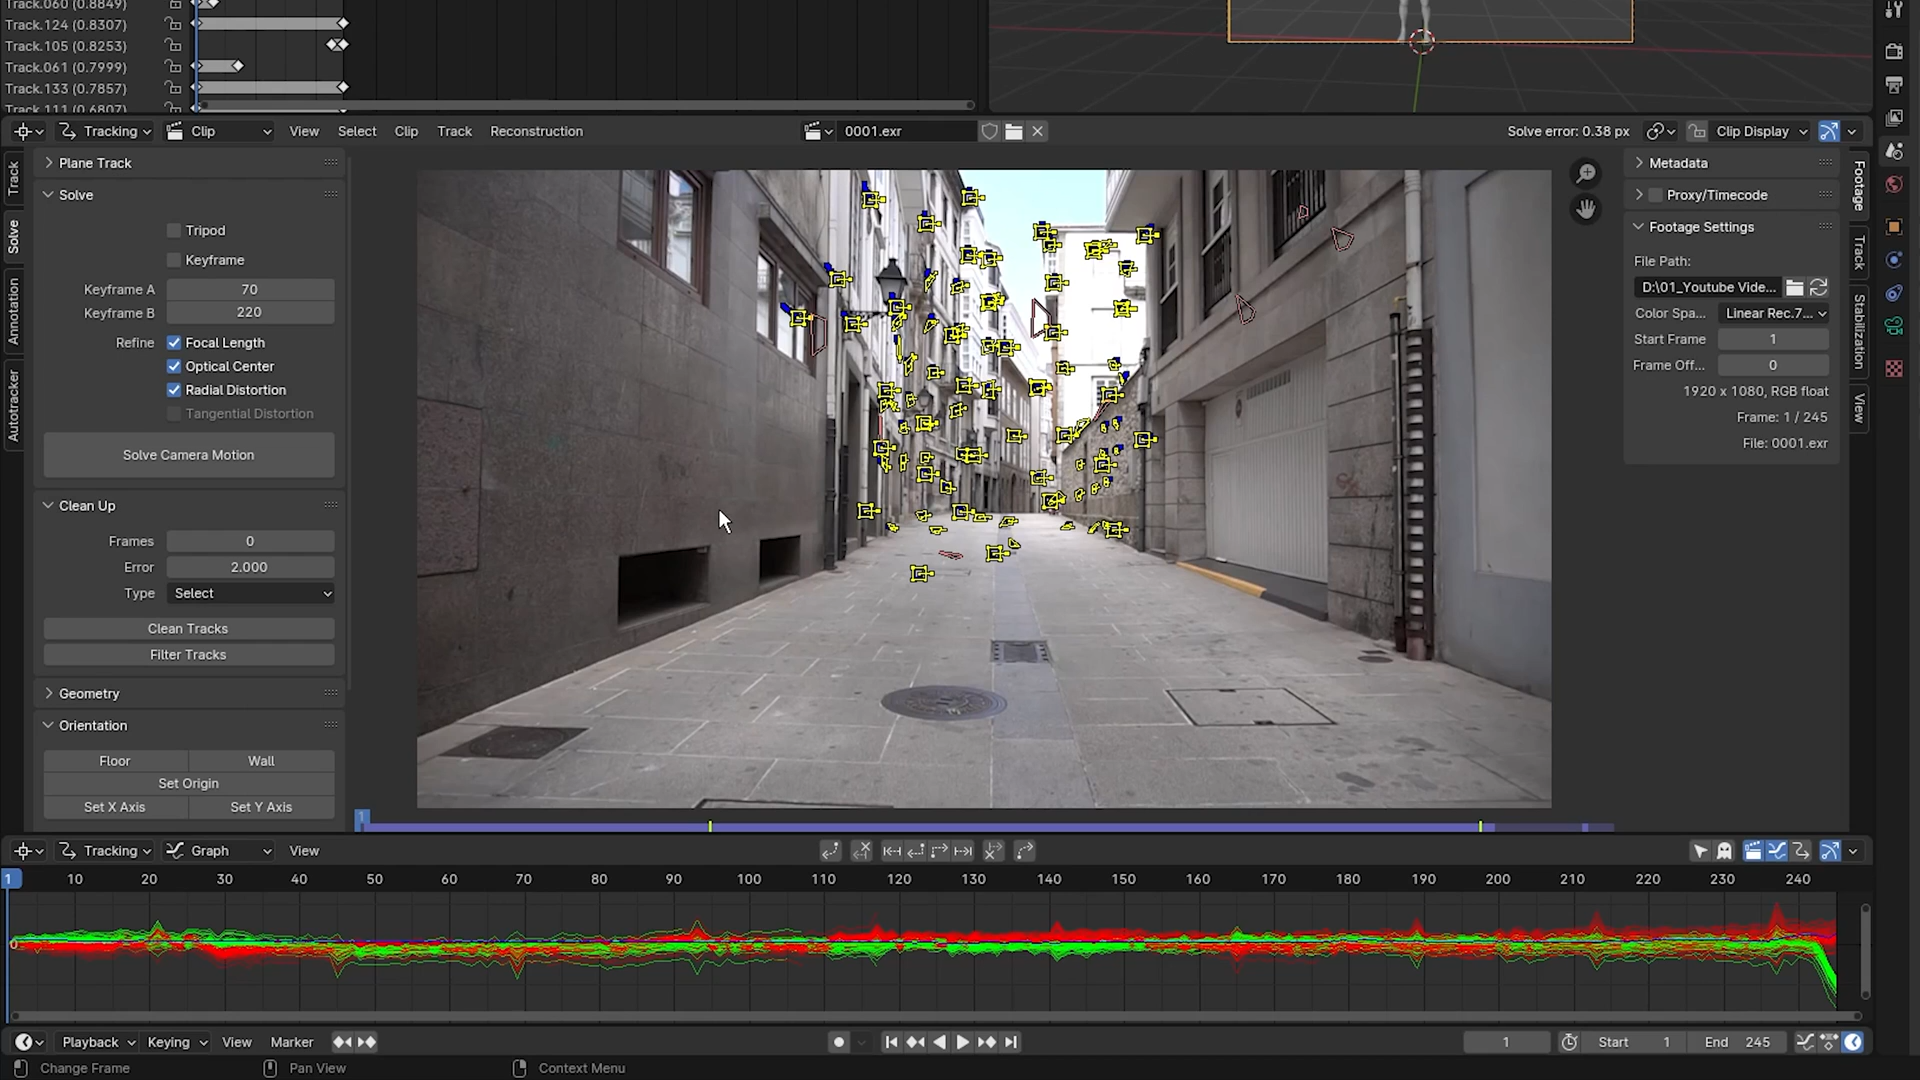 Track.060 (0.8849)
Track.124 (0.8307)
Track.105 (0.8253)
Track.061 (0.7999)
Track.133 (0.7857)
Track.111 (0.6807)
Tracking Clip View Select Clip Track Reconstruction 0001.exr Solve error: 0.38 px Clip Display
Track
Solve
Annotation
Autotracker
Plane Track
Solve
Tripod
Keyframe
Keyframe A 70
Keyframe B 220
Refine Focal Length
Optical Center
Radial Distortion
Tangential Distortion
Solve Camera Motion
Clean Up
Frames 0
Error 2.000
Type Select
Clean Tracks
Filter Tracks
Geometry
Orientation
Floor Wall
Set Origin
Set X Axis Set Y Axis
Metadata
Proxy/Timecode
Footage Settings
File Path:
D:\01_Youtube Vide...
Color Spa... Linear Rec.7...
Start Frame 1
Frame Off... 0
1920 x 1080, RGB float
Frame: 1 / 245
File: 0001.exr
Footage
Track
Stabilization
View
1
Tracking Graph View
1 10 20 30 40 50 60 70 80 90 100 110 120 130 140 150 160 170 180 190 200 210 220 230 240
0
Playback Keying View Marker 1 Start 1 End 245
Change Frame Pan View Context Menu